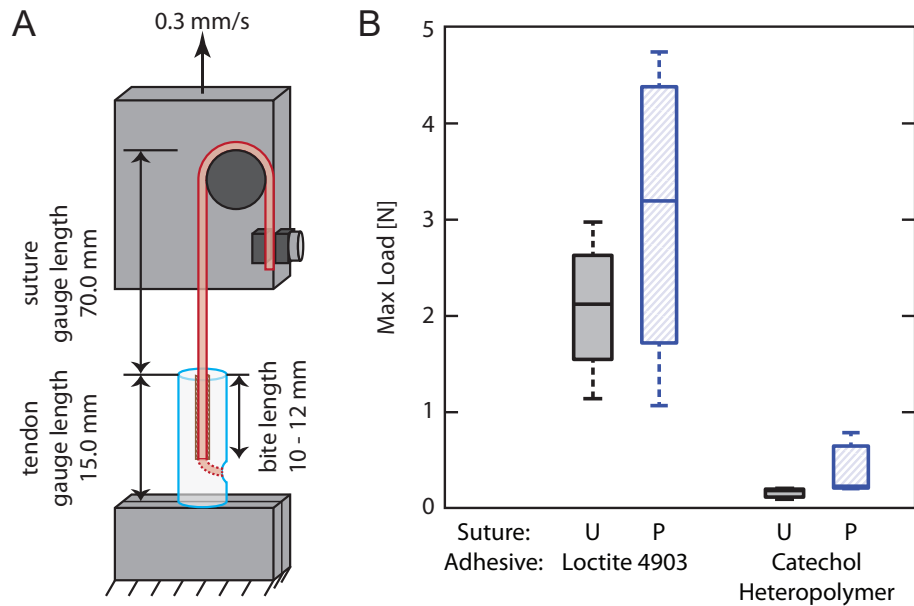 A
0.3 mm/s
suture
gauge length
70.0 mm
tendon
gauge length
15.0 mm
bite length
10 - 12 mm
B
Max Load [N]
5
4
3
2
1
0
Suture: U P U P
Adhesive: Loctite 4903 Catechol
Heteropolymer